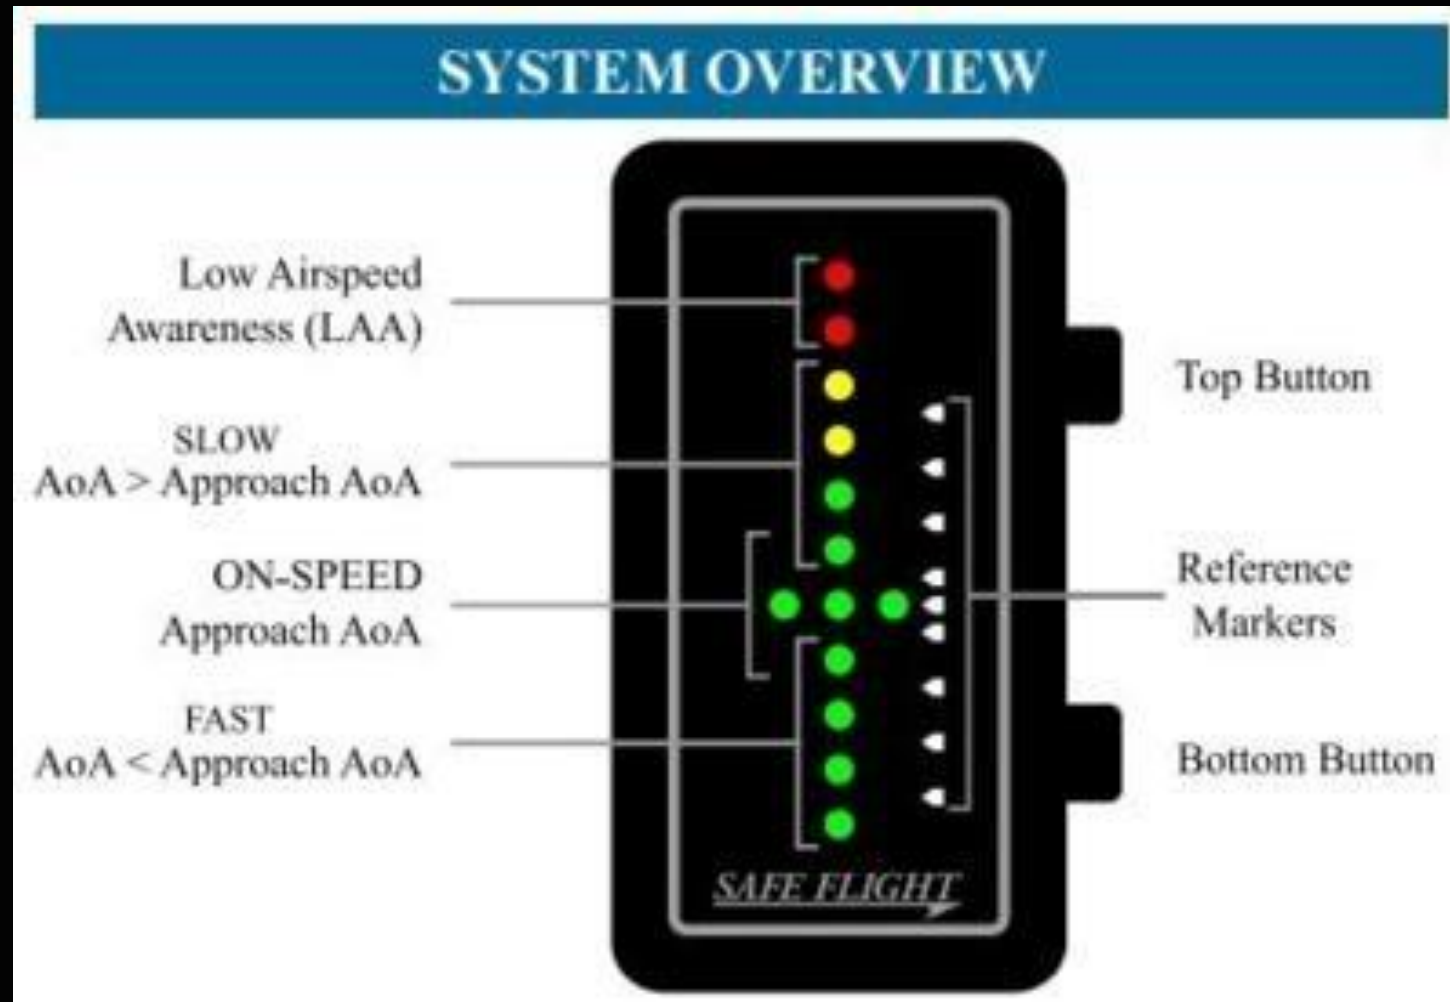 SYSTEM OVERVIEW
Low Airspeed
Awareness (LAA)
SLOW
AoA > Approach AoA
ON-SPEED
Approach AoA
FAST
AoA < Approach AoA
Top Button
Reference
Markers
Bottom Button
SAFE FLIGHT